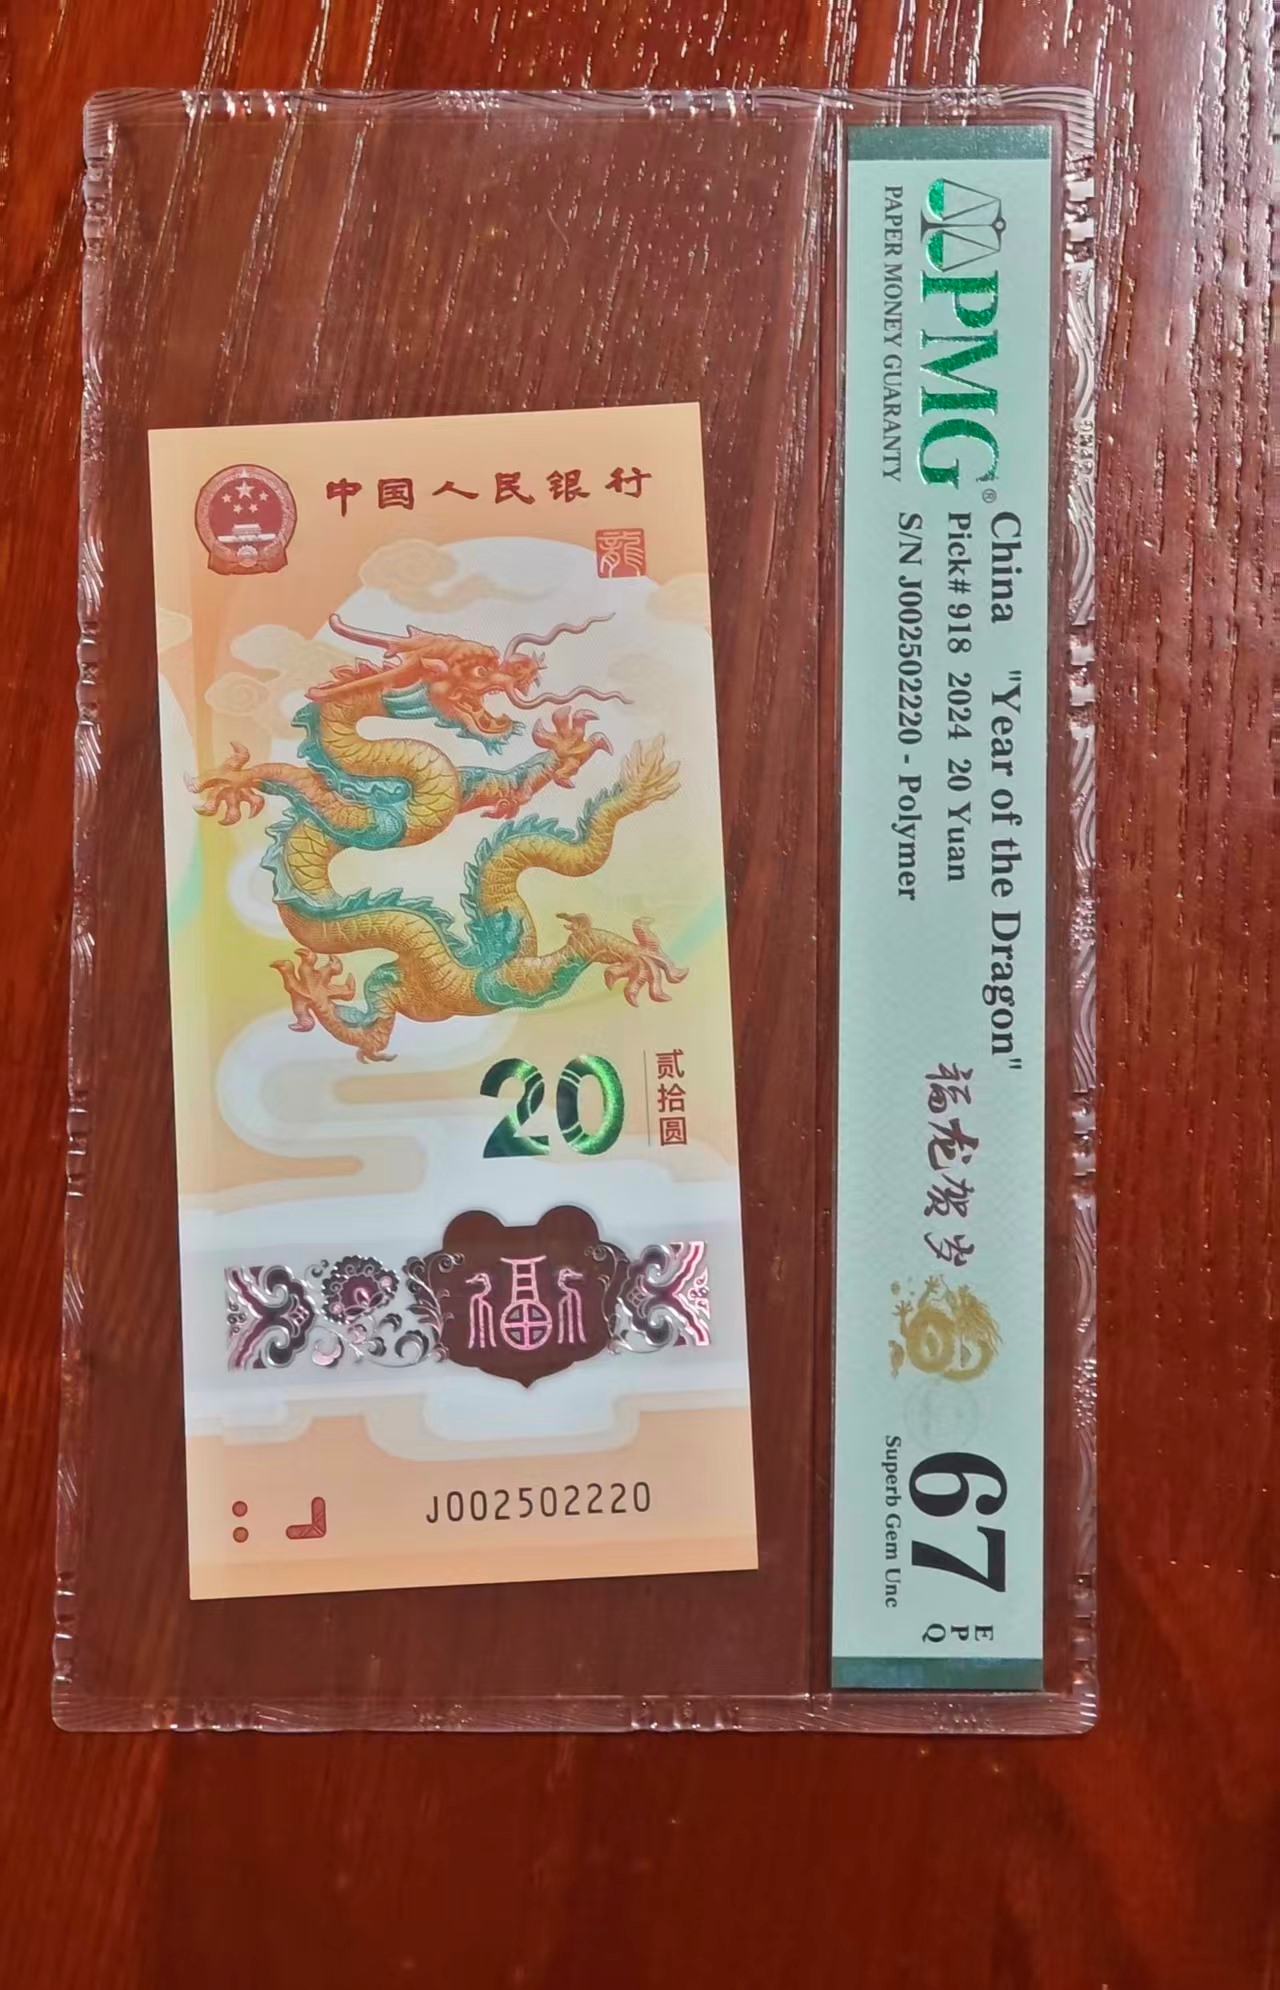 中国人民银行
龍
20
贰拾圆
福
J002502220
PMG®
PAPER MONEY GUARANTY
China "Year of the Dragon"
Pick# 918 2024 20 Yuan
S/N J002502220 - Polymer
福龙贺岁
67
EPQ
Superb Gem Unc